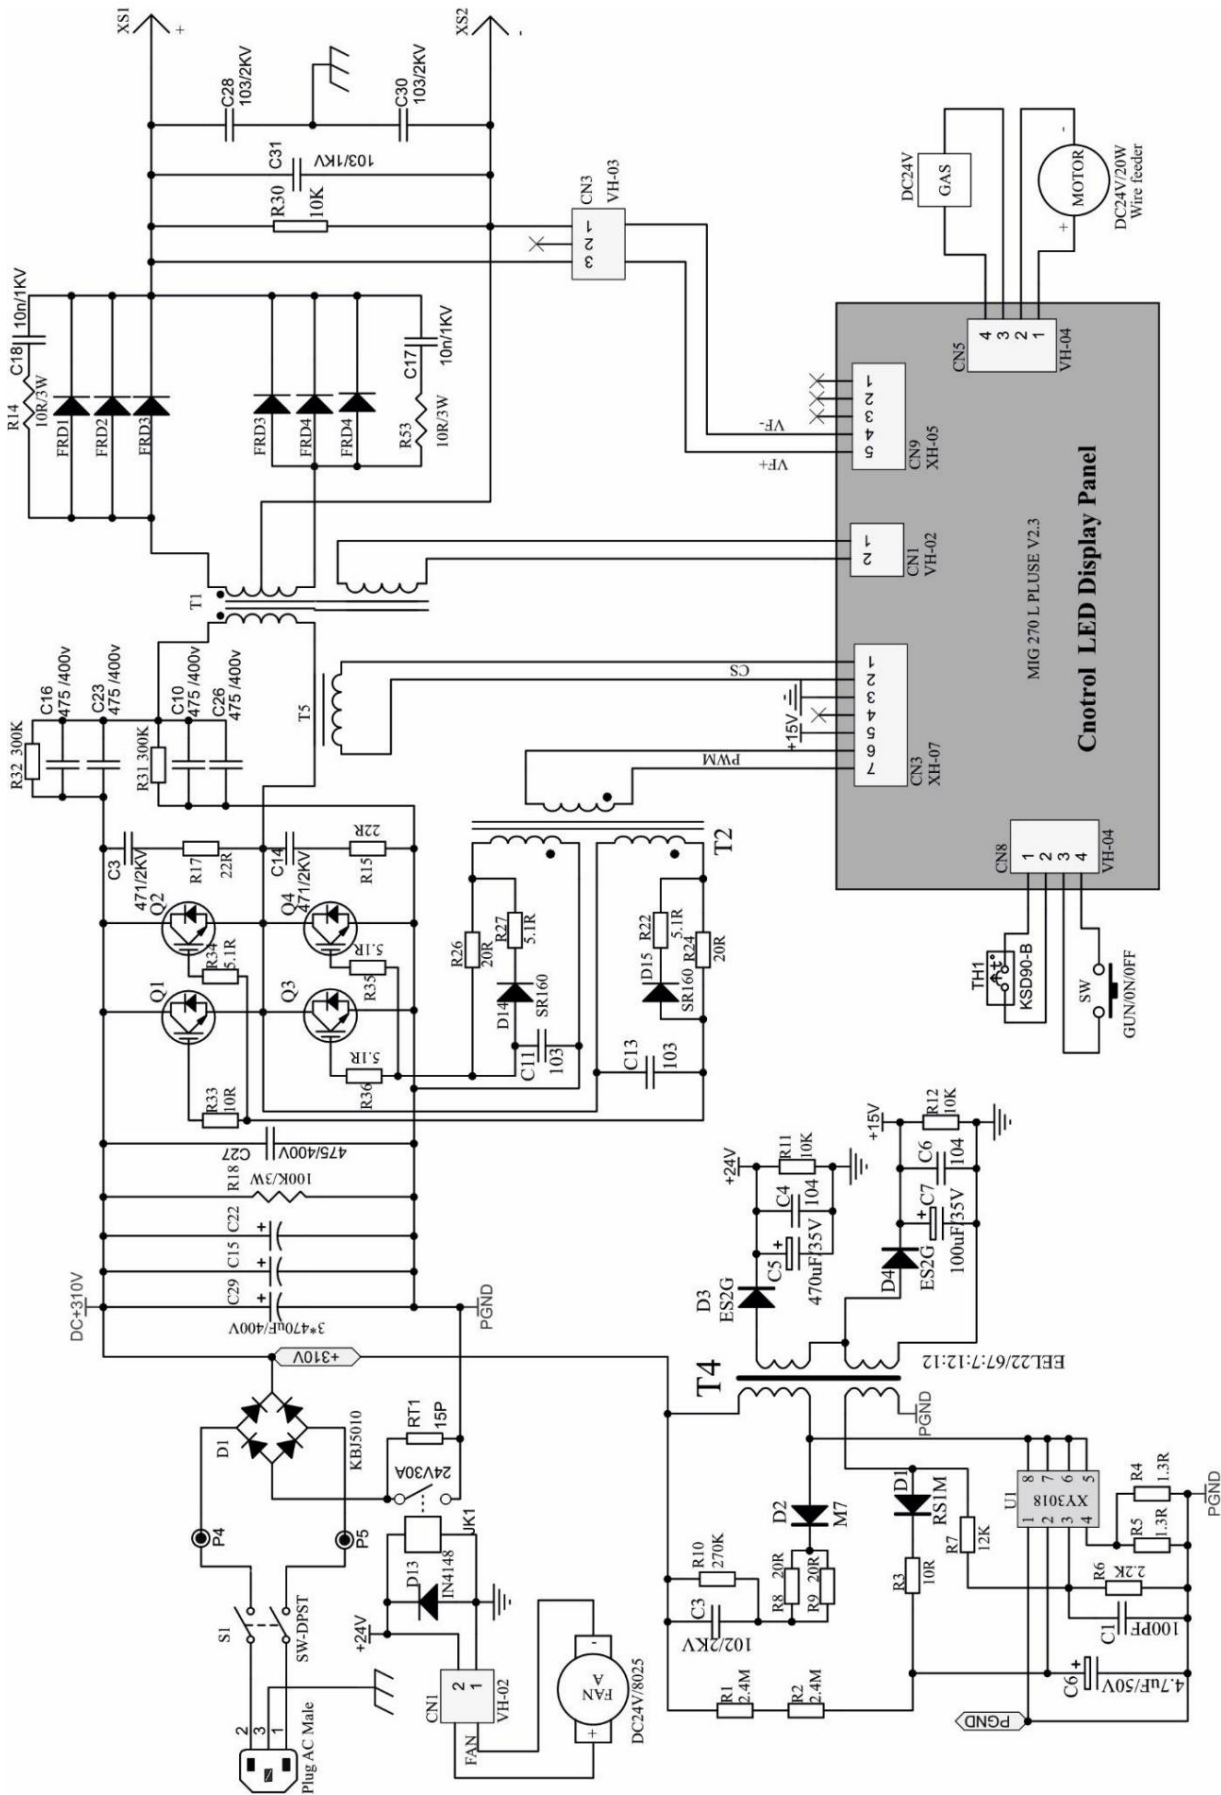 Plug AC Male
2
3
1
S1
SW-DPST
P4
P5
D1
KBJ5010
+310V
DC+310V
PGND
C29
C15
C22
3*470uF/400V
R18
100K/3W
C27
475/400V
+24V
D13
IN4148
24V30A
JK1
RT1
15P
CN1
2
1
VH-02
FAN
FAN
A
+
-
DC24V/8025
R33
10R
Q1
R34
5.1R
Q2
Q3
R36
5.1R
Q4
R35
5.1R
C3
471/2KV
R17
22R
C14
471/2KV
R15
22R
R32 300K
C16
475 /400v
C23
475 /400v
R31 300K
C10
475 /400v
C26
475 /400v
T1
T5
R26
20R
R27
5.1R
D14
SR160
C11
103
D15
SR160
R22
5.1R
R24
20R
C13
103
T2
PWM
CS
R14
10R/3W
C18
10n/1KV
FRD1
FRD2
FRD3
FRD3
FRD4
FRD4
R53
10R/3W
C17
10n/1KV
R30
10K
C31
103/1KV
C28
103/2KV
C30
103/2KV
XS1
+
XS2
-
CN3
VH-03
3
2
1
VF+
VF-
+15V
7
6
5
4
3
2
1
CN3
XH-07
2
1
CN1
VH-02
5
4
3
2
1
CN9
XH-05
CN5
4
3
2
1
VH-04
DC24V
GAS
MOTOR
+
-
DC24V/20W
Wire feeder
MIG 270 L PLUSE V2.3
Cnotrol LED Display Panel
CN8
1
2
3
4
VH-04
TH1
KSD90-B
SW
GUN/0N/0FF
T4
EEL22/67:7:12:12
D3
ES2G
C5
+
470uF/35V
C4
104
R11
10K
+24V
D4
ES2G
C7
+
100uF/35V
C6
104
R12
10K
+15V
PGND
R1
2.4M
R2
2.4M
C3
102/2KV
R10
270K
R8
20R
R9
20R
D2
M7
D1
RS1M
R3
10R
R7
12K
U1
XY3018
8
7
6
5
1
2
3
4
R4
1.3R
R5
1.3R
R6
2.2K
C1
100PF
C6
+
4.7uF/50V
PGND
PGND